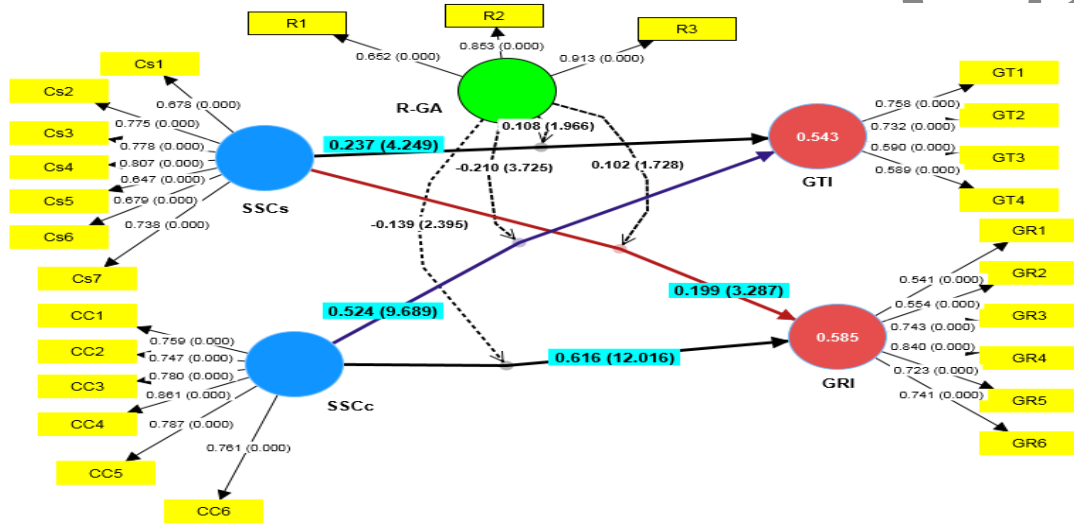 R1
R2
R3
0.652 (0.000)
0.853 (0.000)
0.913 (0.000)
R-GA
Cs1
Cs2
Cs3
Cs4
Cs5
Cs6
Cs7
0.678 (0.000)
0.775 (0.000)
0.778 (0.000)
0.807 (0.000)
0.647 (0.000)
0.679 (0.000)
0.738 (0.000)
SSCs
0.237 (4.249)
0.108 (1.966)
-0.210 (3.725)
0.102 (1.728)
-0.139 (2.395)
0.543
GTI
0.758 (0.000)
0.732 (0.000)
0.590 (0.000)
0.589 (0.000)
GT1
GT2
GT3
GT4
CC1
CC2
CC3
CC4
CC5
CC6
0.759 (0.000)
0.747 (0.000)
0.780 (0.000)
0.861 (0.000)
0.787 (0.000)
0.761 (0.000)
SSCc
0.524 (9.689)
0.199 (3.287)
0.616 (12.016)
0.585
GRI
0.541 (0.000)
0.554 (0.000)
0.743 (0.000)
0.840 (0.000)
0.723 (0.000)
0.741 (0.000)
GR1
GR2
GR3
GR4
GR5
GR6